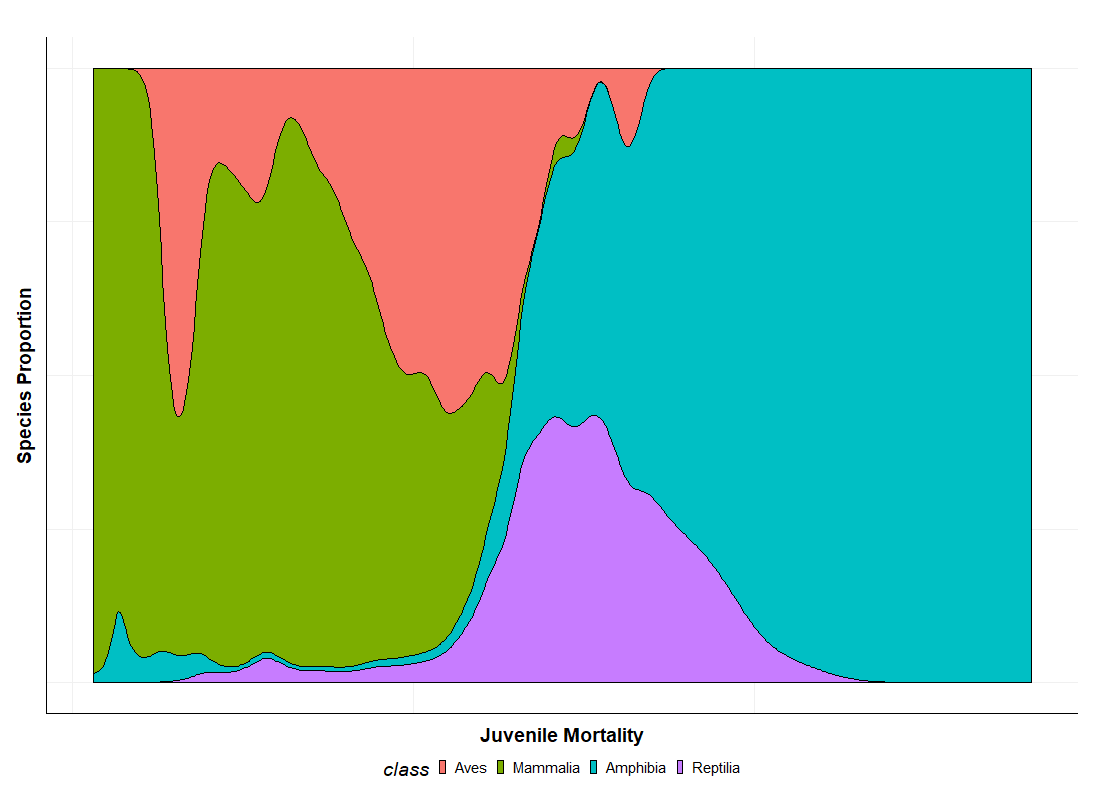 Species Proportion
Juvenile Mortality
class Aves Mammalia Amphibia Reptilia